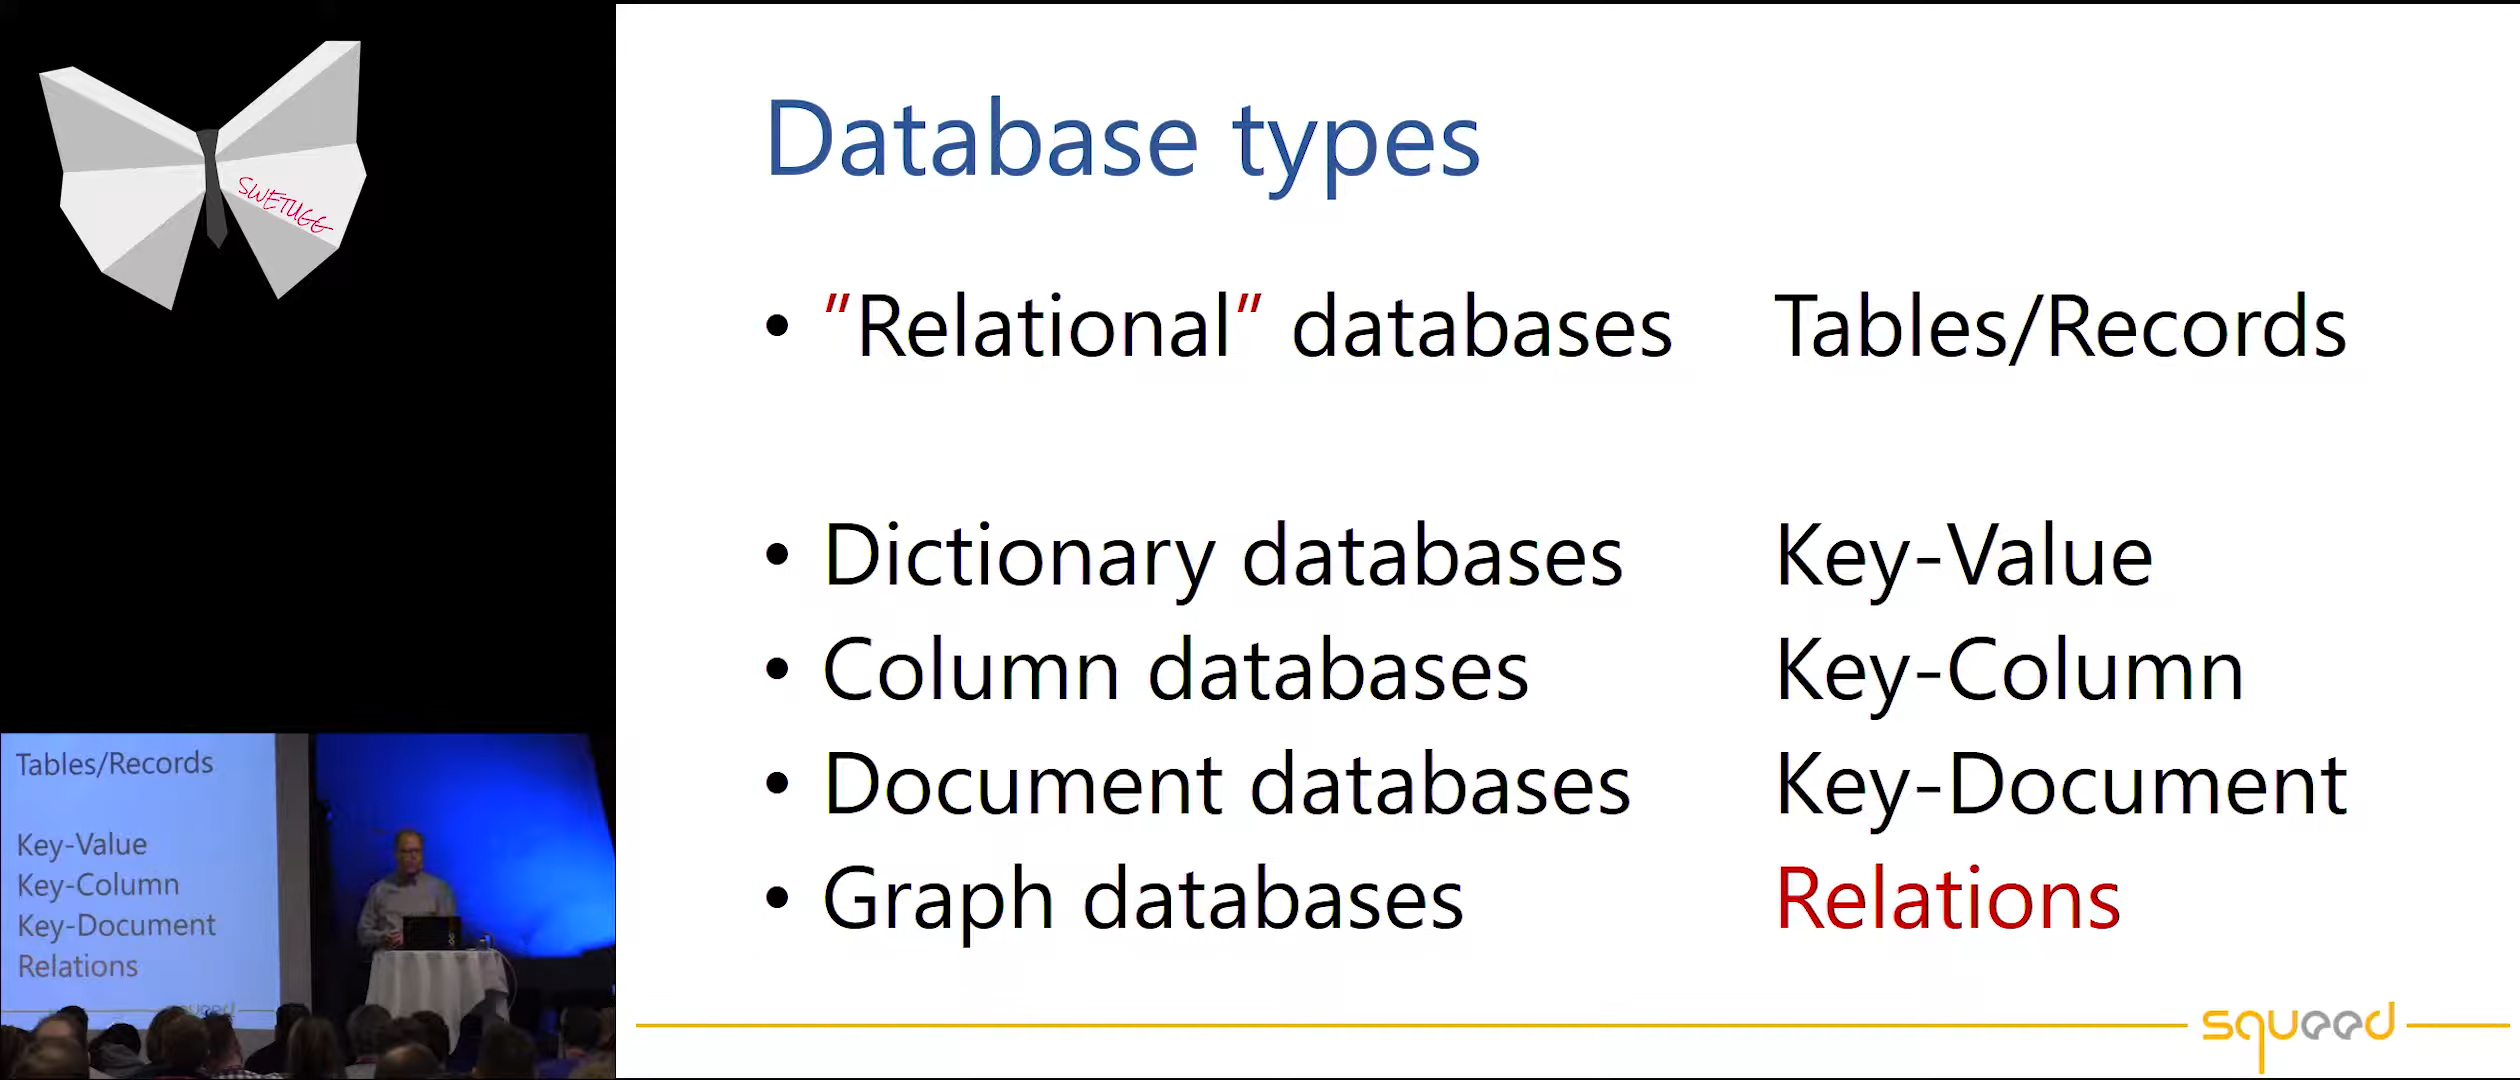 SWETUGG
Database types
• "Relational" databases Tables/Records
• Dictionary databases Key-Value
• Column databases Key-Column
• Document databases Key-Document
• Graph databases Relations
squeed
Tables/Records
Key-Value
Key-Column
Key-Document
Relations
squeed